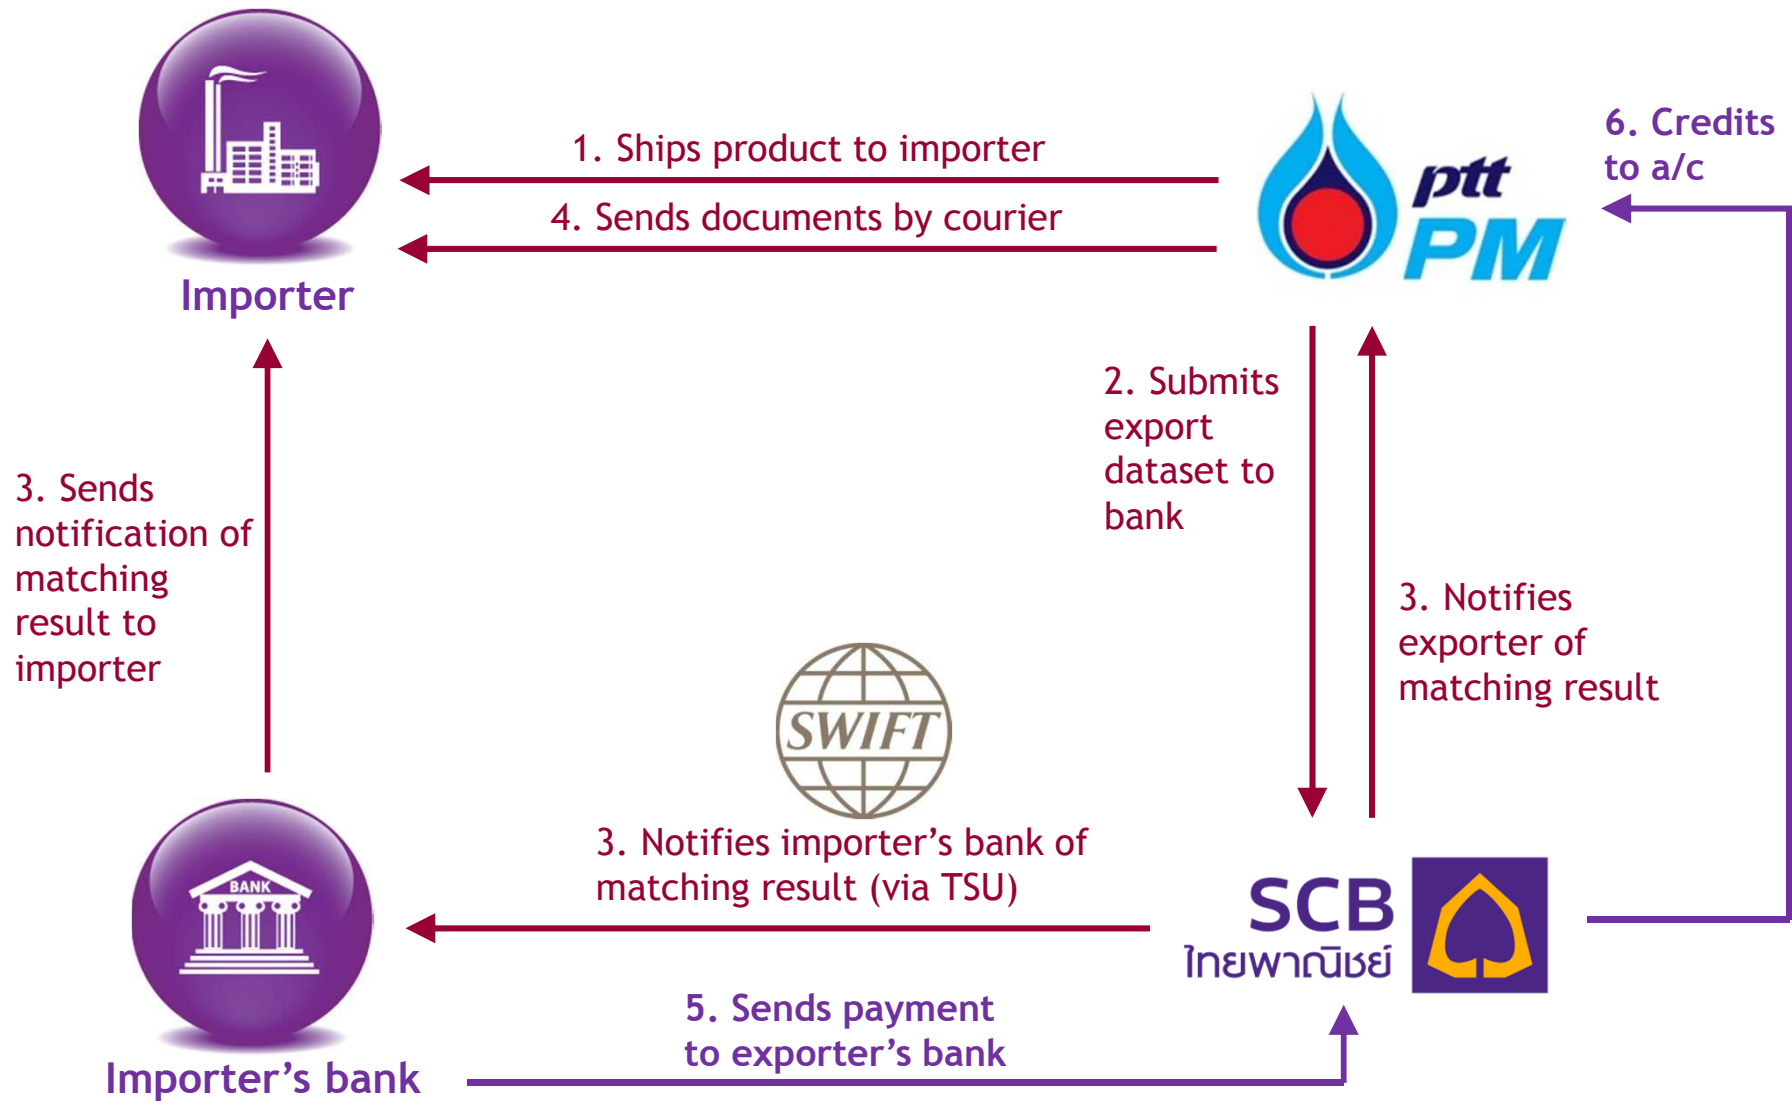 1. Ships product to importer
4. Sends documents by courier
ptt
PM
6. Credits
to a/c
Importer
2. Submits
export
dataset to
bank
3. Sends
notification of
matching
result to
importer
3. Notifies
exporter of
matching result
SWIFT
3. Notifies importer’s bank of
matching result (via TSU)
BANK
SCB
ไทยพาณิชย์
5. Sends payment
to exporter’s bank
Importer’s bank